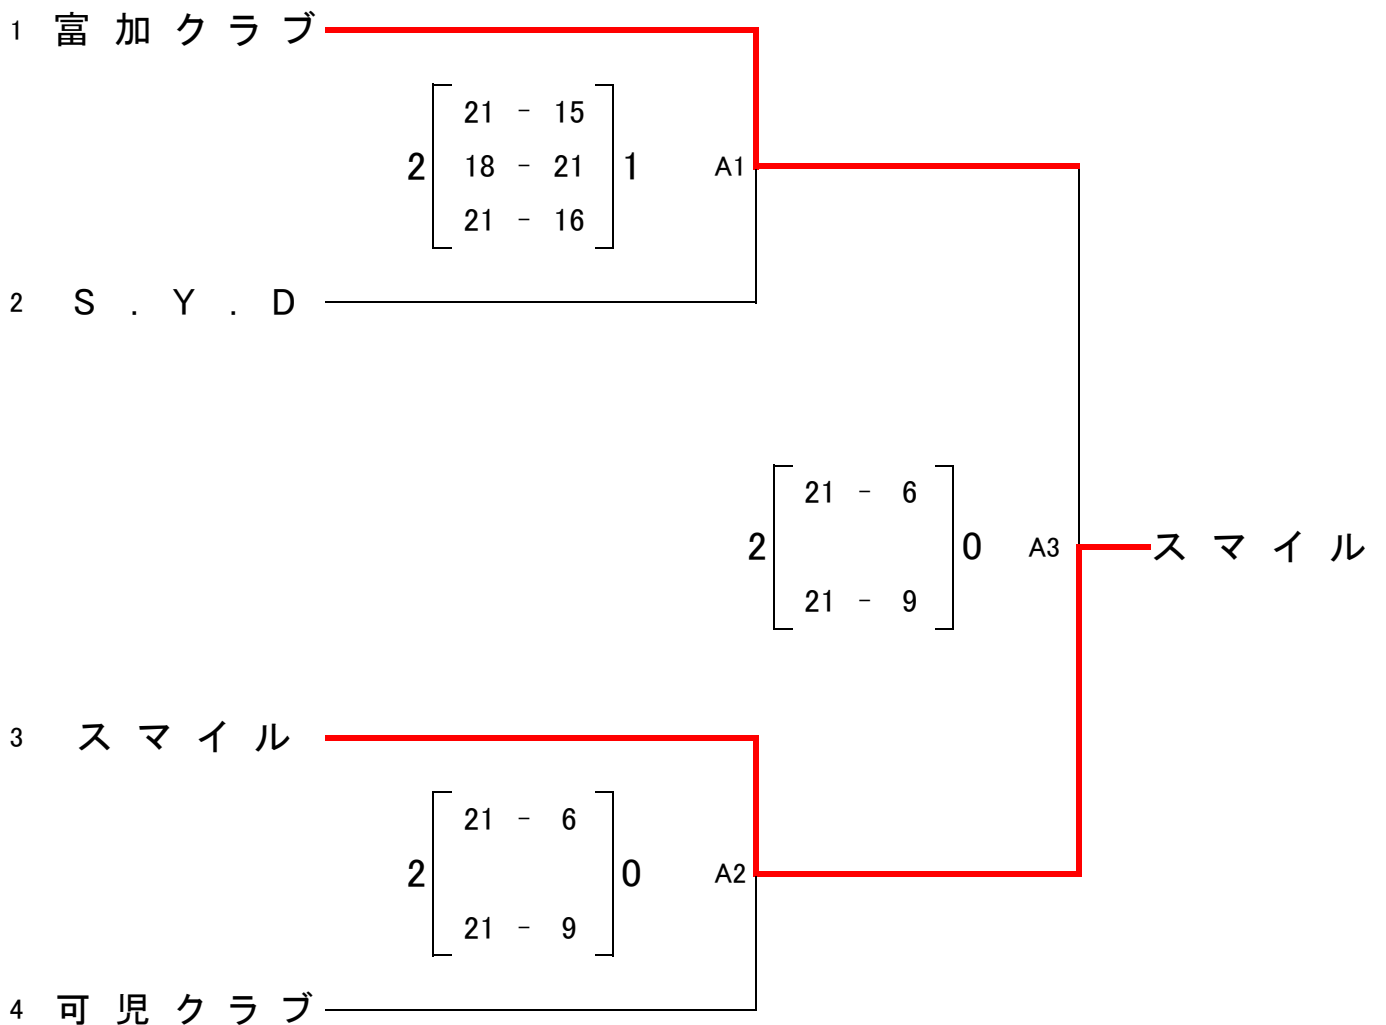 1 富加クラブ
21 - 15
2 18 - 21 1 A1
21 - 16
2 S.Y.D
21 - 6
2 0 A3 スマイル
21 - 9
3 スマイル
21 - 6
2 0 A2
21 - 9
4 可児クラブ